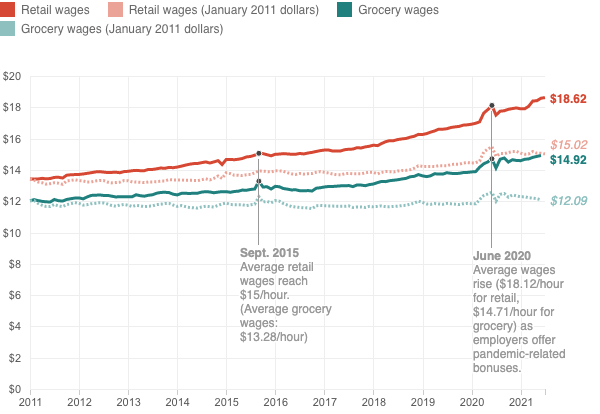 Retail wages
Retail wages (January 2011 dollars)
Grocery wages
Grocery wages (January 2011 dollars)
$20
$18
$16
$14
$12
$10
$8
$6
$4
$2
$0
$18.62
$15.02
$14.92
$12.09
Sept. 2015
Average retail
wages reach
$15/hour.
(Average grocery
wages:
$13.28/hour)
June 2020
Average wages
rise ($18.12/hour
for retail,
$14.71/hour for
grocery) as
employers offer
pandemic-related
bonuses.
2011
2012
2013
2014
2015
2016
2017
2018
2019
2020
2021